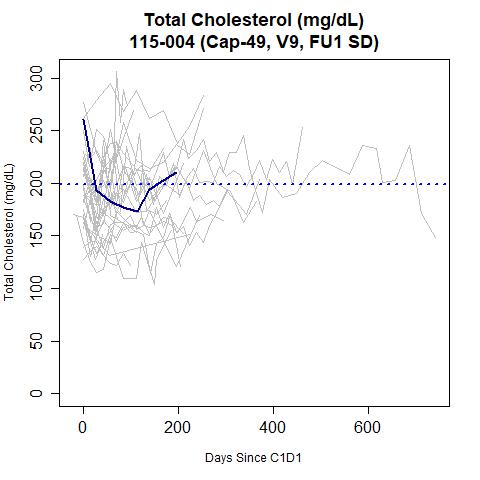 Total Cholesterol (mg/dL)
115-004 (Cap-49, V9, FU1 SD)
Total Cholesterol (mg/dL)
300
250
200
150
100
50
0
0 200 400 600
Days Since C1D1